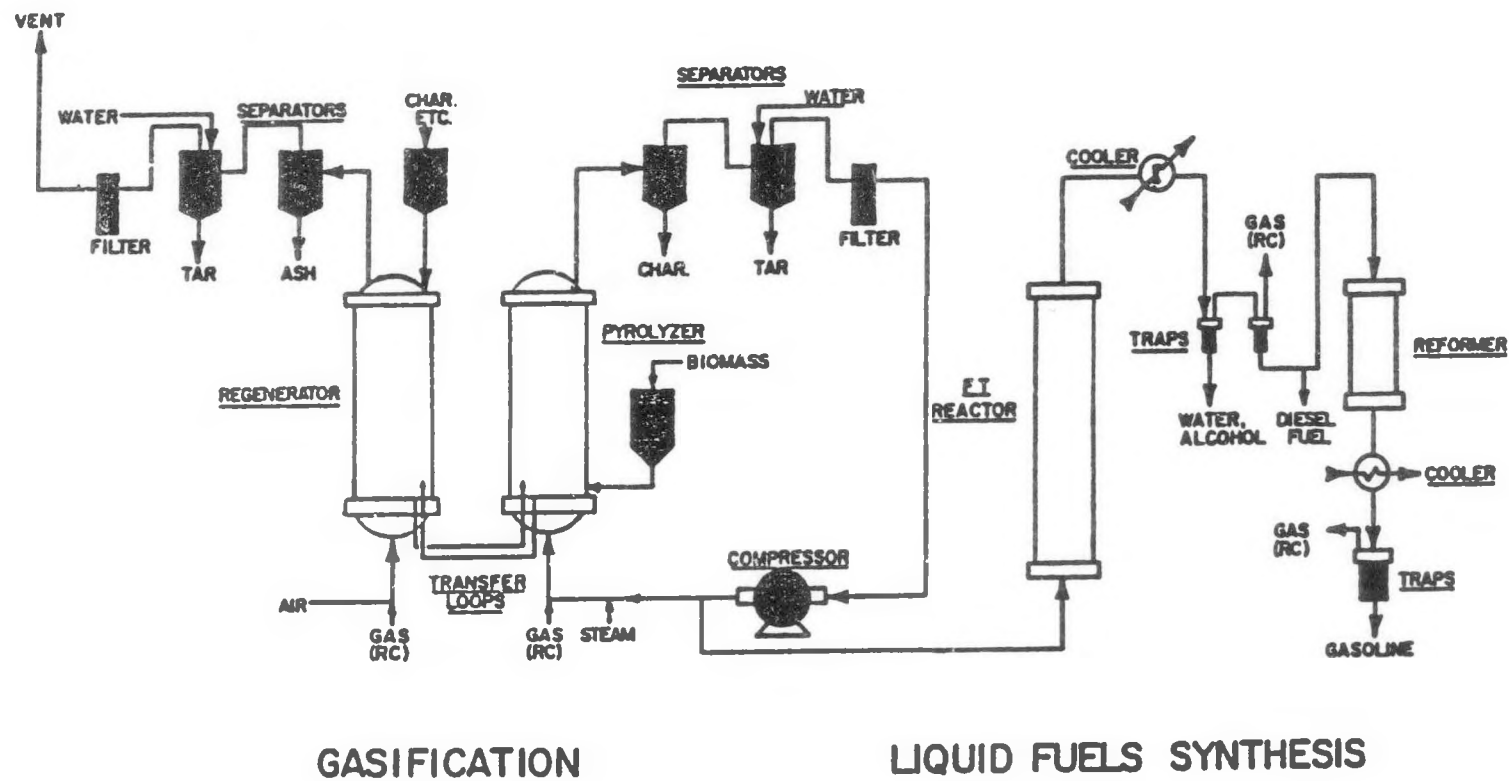 VENT
WATER
SEPARATORS
CHAR.
ETC.
SEPARATORS
WATER
FILTER
TAR
ASH
CHAR.
TAR
FILTER
REGENERATOR
PYROLYZER
BIOMASS
TRANSFER
LOOPS
AIR
GAS
(RC)
GAS
(RC)
STEAM
COMPRESSOR
F.T
REACTOR
COOLER
GAS
(RC)
TRAPS
WATER,
ALCOHOL
DIESEL
FUEL
REFORMER
COOLER
GAS
(RC)
TRAPS
GASOLINE
GASIFICATION
LIQUID FUELS SYNTHESIS